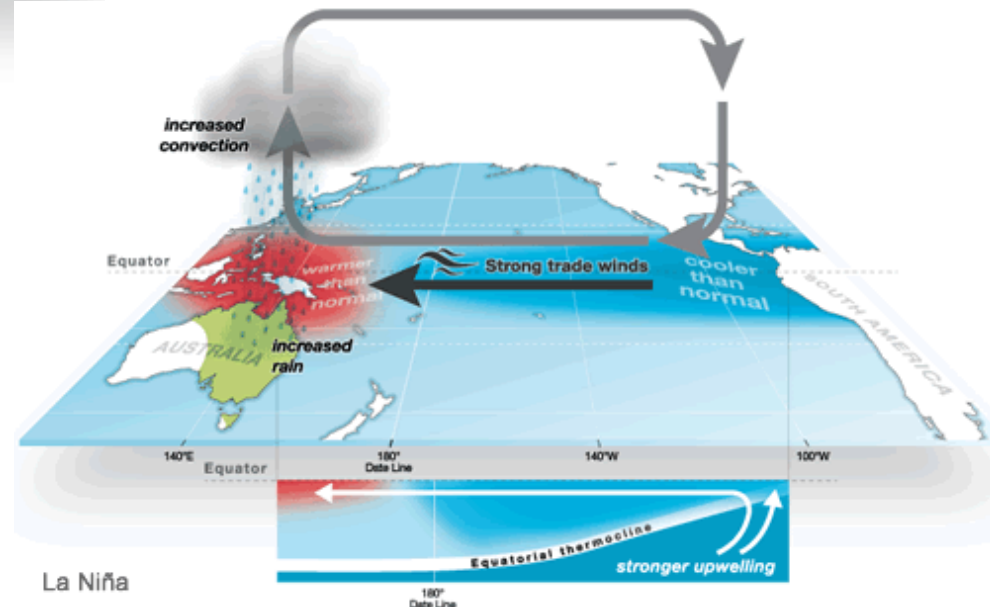 increased
convection
Equator
warmer
than
normal
Strong trade winds
cooler
than
normal
SOUTH AMERICA
AUSTRALIA
increased
rain
140°E
180°
Date Line
140°W
100°W
Equator
Equatorial thermocline
stronger upwelling
La Niña
180°
Date Line